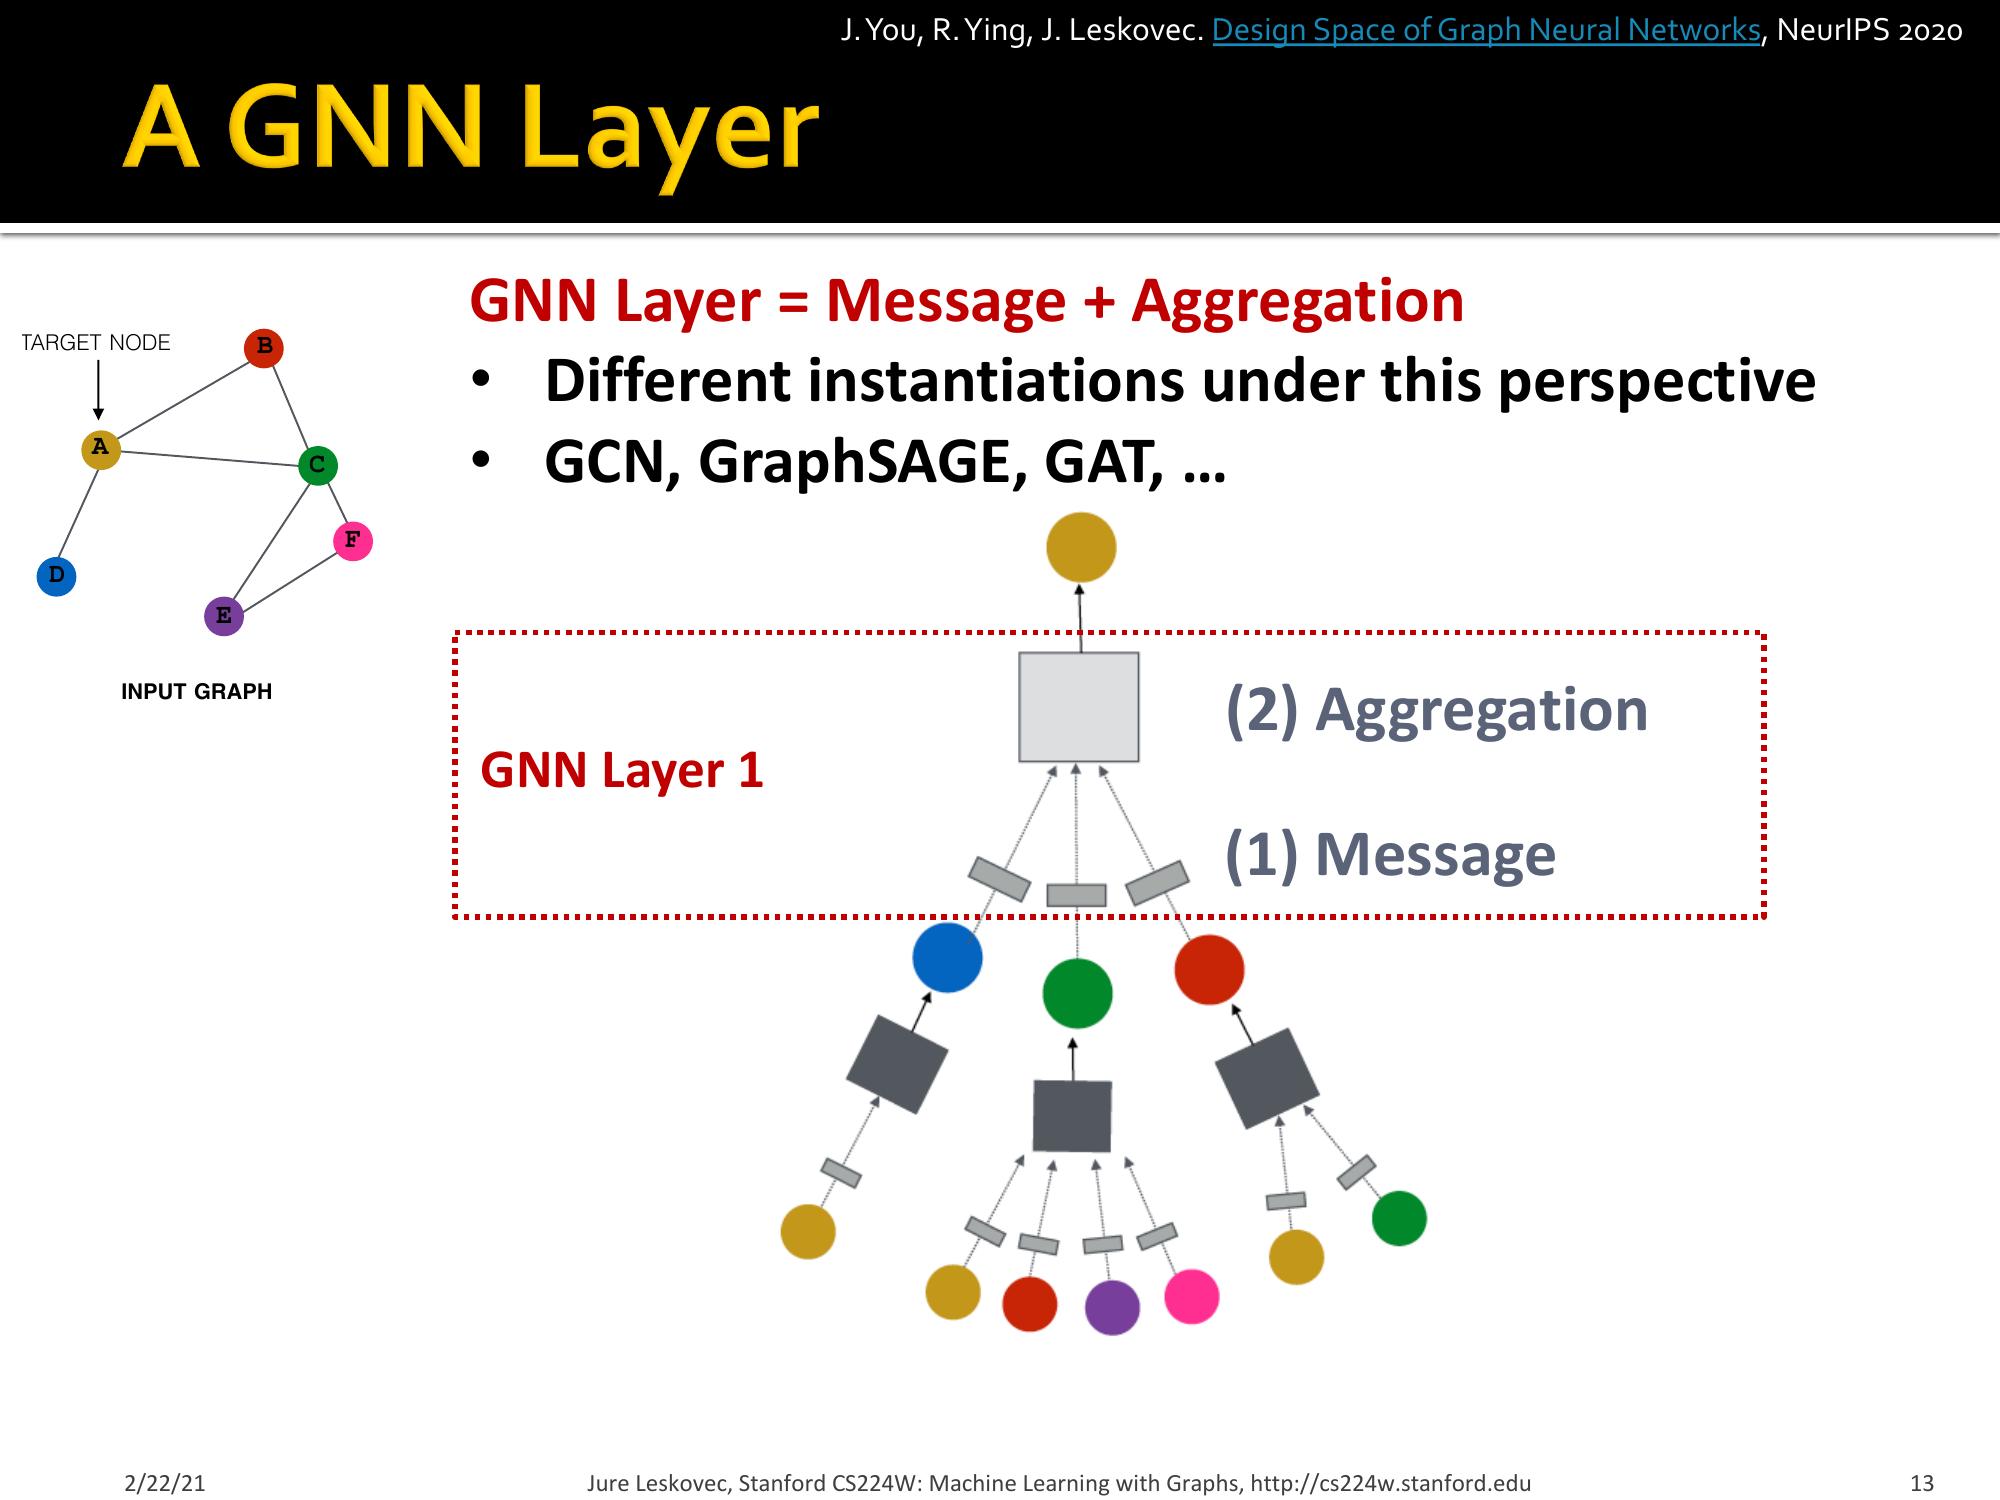 J. You, R. Ying, J. Leskovec. Design Space of Graph Neural Networks, NeurIPS 2020
A GNN Layer
GNN Layer = Message + Aggregation
• Different instantiations under this perspective
• GCN, GraphSAGE, GAT, …
TARGET NODE
B
A
C
F
D
E
INPUT GRAPH
(2) Aggregation
GNN Layer 1
(1) Message
2/22/21
Jure Leskovec, Stanford CS224W: Machine Learning with Graphs, http://cs224w.stanford.edu
13